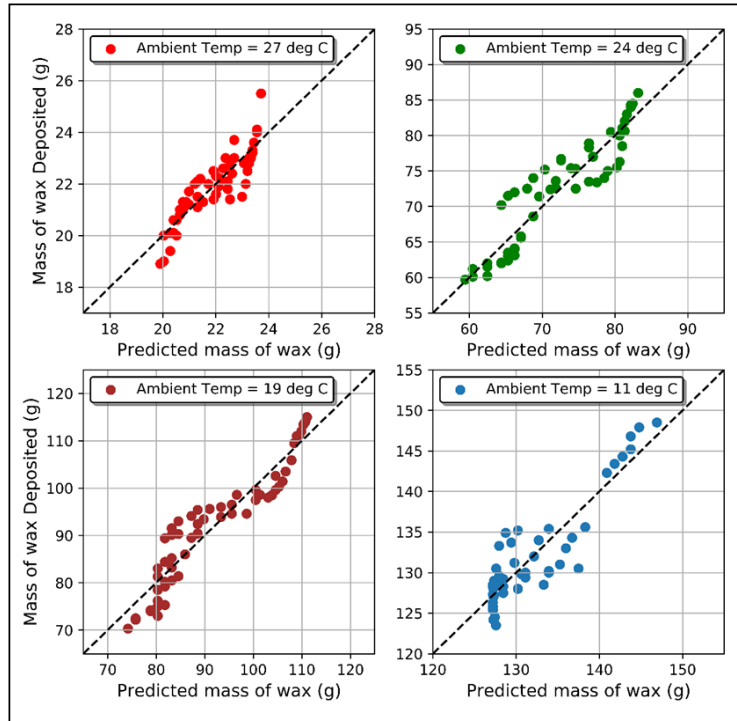 Ambient Temp = 27 deg C
28
26
24
22
20
18
18 20 22 24 26 28
Mass of wax Deposited (g)
Predicted mass of wax (g)
Ambient Temp = 24 deg C
95
90
85
80
75
70
65
60
55
60 70 80 90
Predicted mass of wax (g)
Ambient Temp = 19 deg C
120
110
100
90
80
70
70 80 90 100 110 120
Mass of wax Deposited (g)
Predicted mass of wax (g)
Ambient Temp = 11 deg C
155
150
145
140
135
130
125
120
120 130 140 150
Predicted mass of wax (g)